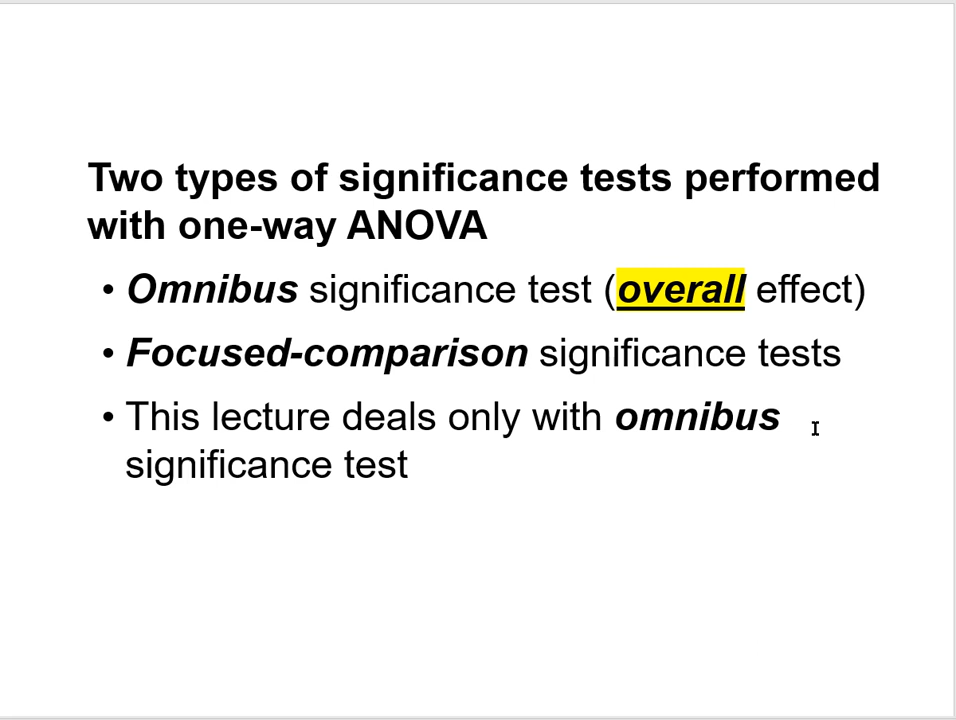 Two types of significance tests performed
with one-way ANOVA
• Omnibus significance test (overall effect)
• Focused-comparison significance tests
• This lecture deals only with omnibus
significance test